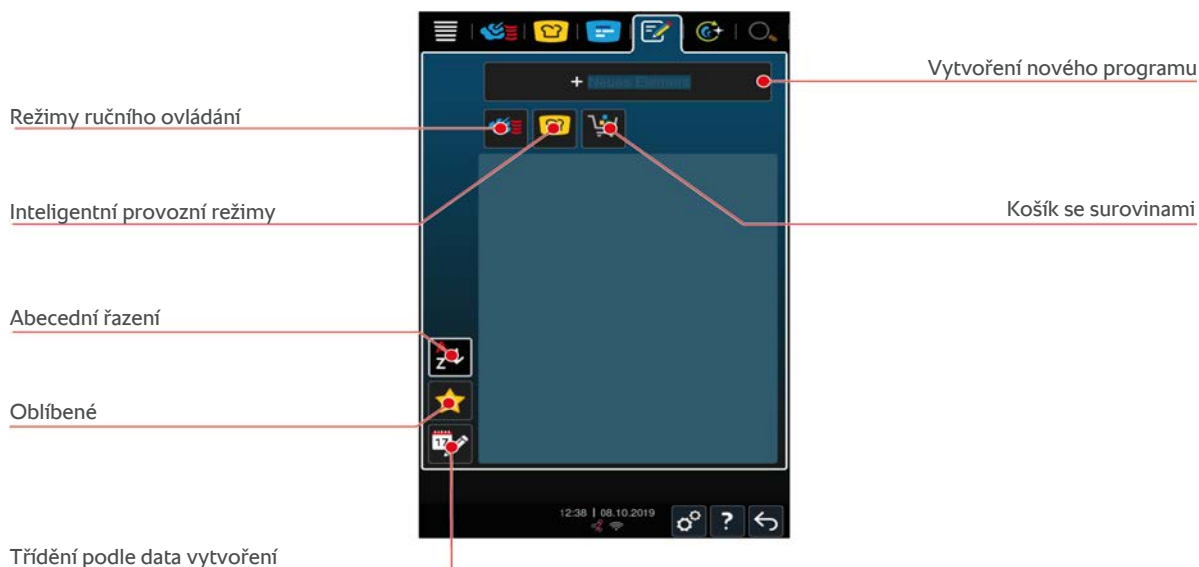 Vytvoření nového programu
+ Neues Element
Režimy ručního ovládání
Inteligentní provozní režimy
Košík se surovinami
Abecední řazení
A
Z
Oblíbené
17
12:38 | 08.10.2019
?
Třídění podle data vytvoření